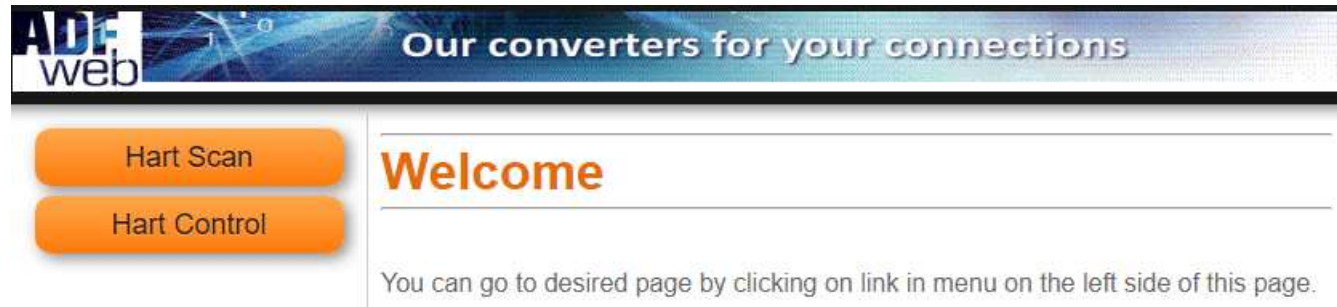 ADF
web
Our converters for your connections
Hart Scan
Hart Control
Welcome
You can go to desired page by clicking on link in menu on the left side of this page.